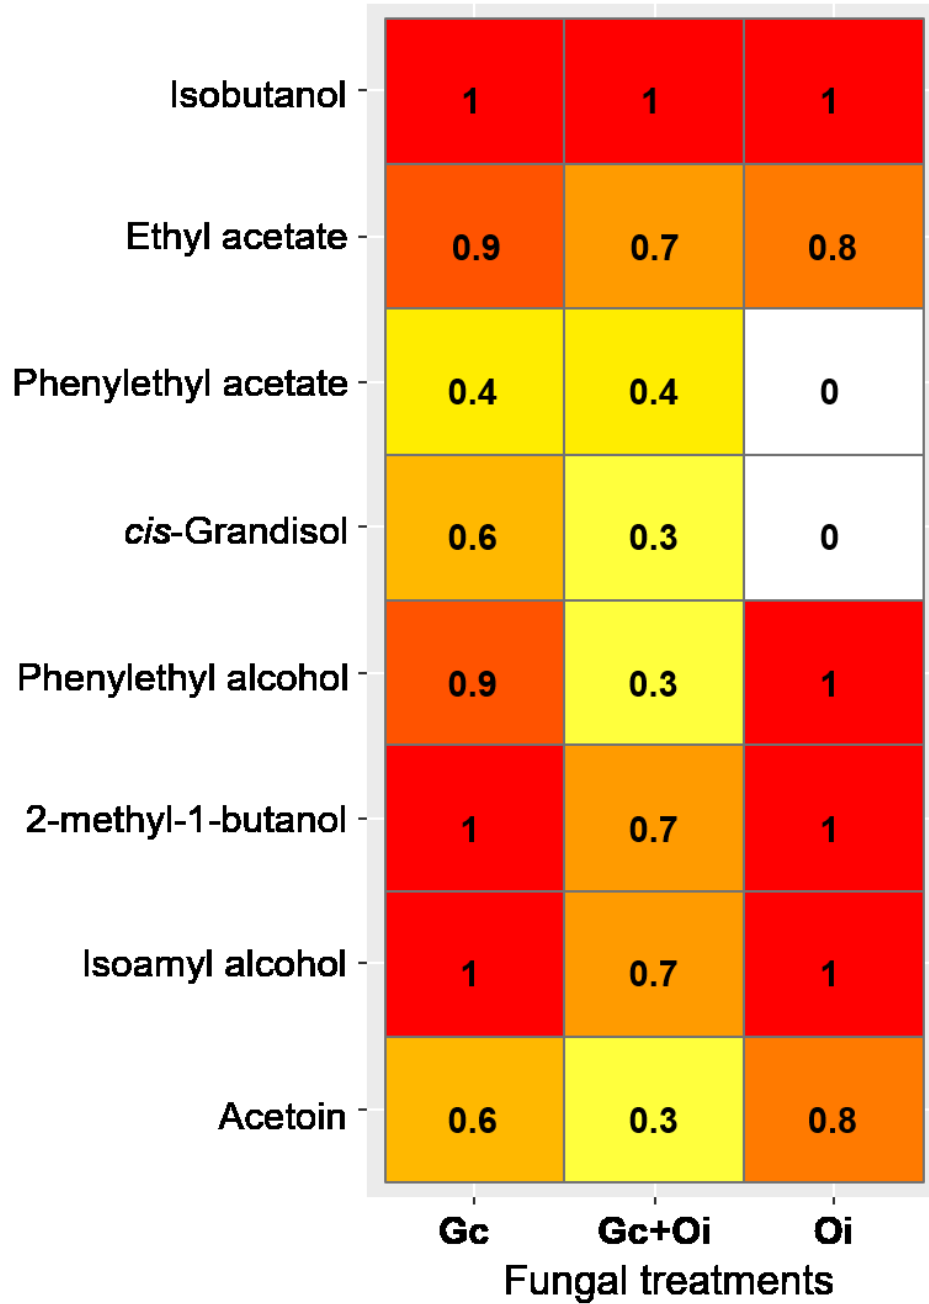 Isobutanol 1 1 1
Ethyl acetate 0.9 0.7 0.8
Phenylethyl acetate 0.4 0.4 0
cis-Grandisol 0.6 0.3 0
Phenylethyl alcohol 0.9 0.3 1
2-methyl-1-butanol 1 0.7 1
Isoamyl alcohol 1 0.7 1
Acetoin 0.6 0.3 0.8
Gc Gc+Oi Oi
Fungal treatments